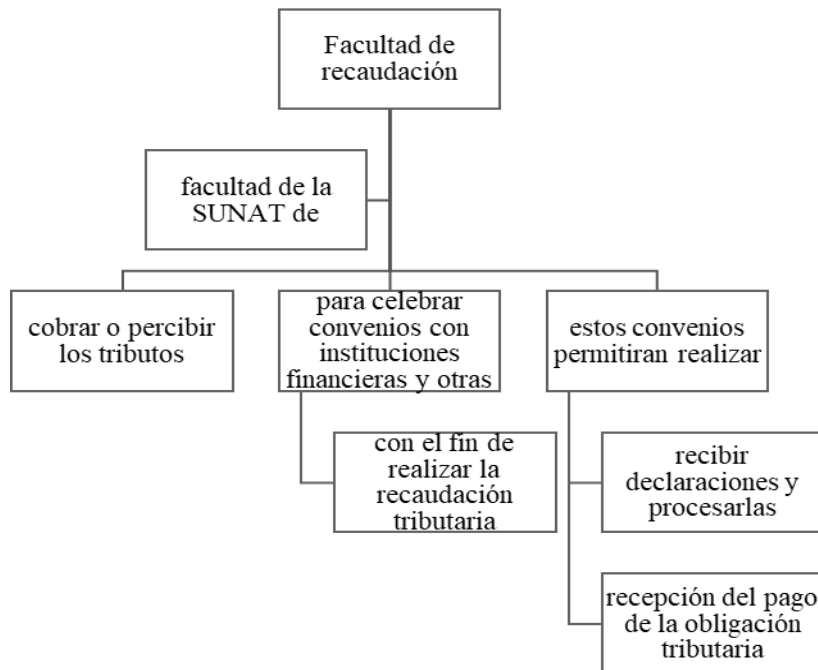 Facultad de
recaudación
facultad de la
SUNAT de
cobrar o percibir
los tributos
para celebrar
convenios con
instituciones
financieras y otras
estos convenios
permitiran realizar
con el fin de
realizar la
recaudación
tributaria
recibir
declaraciones y
procesarlas
recepción del pago
de la obligación
tributaria